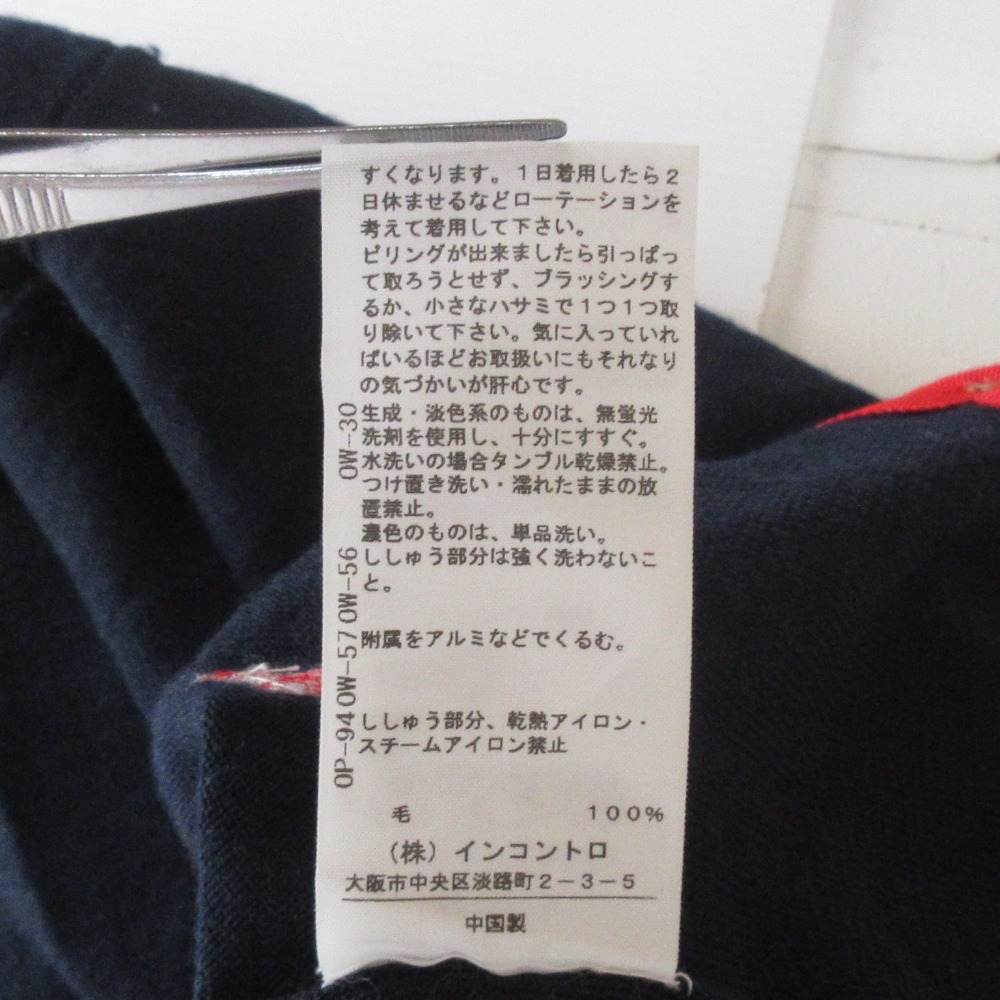 すくなります。1日着用したら2
日休ませるなどローテーションを
考えて着用して下さい。
ピリングが出来ましたら引っぱっ
て取ろうとせず、ブラッシングす
るか、小さなハサミで1つ1つ取
り除いて下さい。気に入っていれ
ばいるほどお取扱いにもそれなり
の気づかいが肝心です。
生成・淡色系のものは、無蛍光
洗剤を使用し、十分にすすぐ。
水洗いの場合タンブル乾燥禁止。
つけ置き洗い・濡れたままの放
置禁止。
濃色のものは、単品洗い。
ししゅう部分は強く洗わないこ
と。
附属をアルミなどでくるむ。
ししゅう部分、乾熱アイロン・
スチームアイロン禁止
OP-94 OW-57 OW-56 OW-30
毛 100%
(株)インコントロ
大阪市中央区淡路町2-3-5
中国製